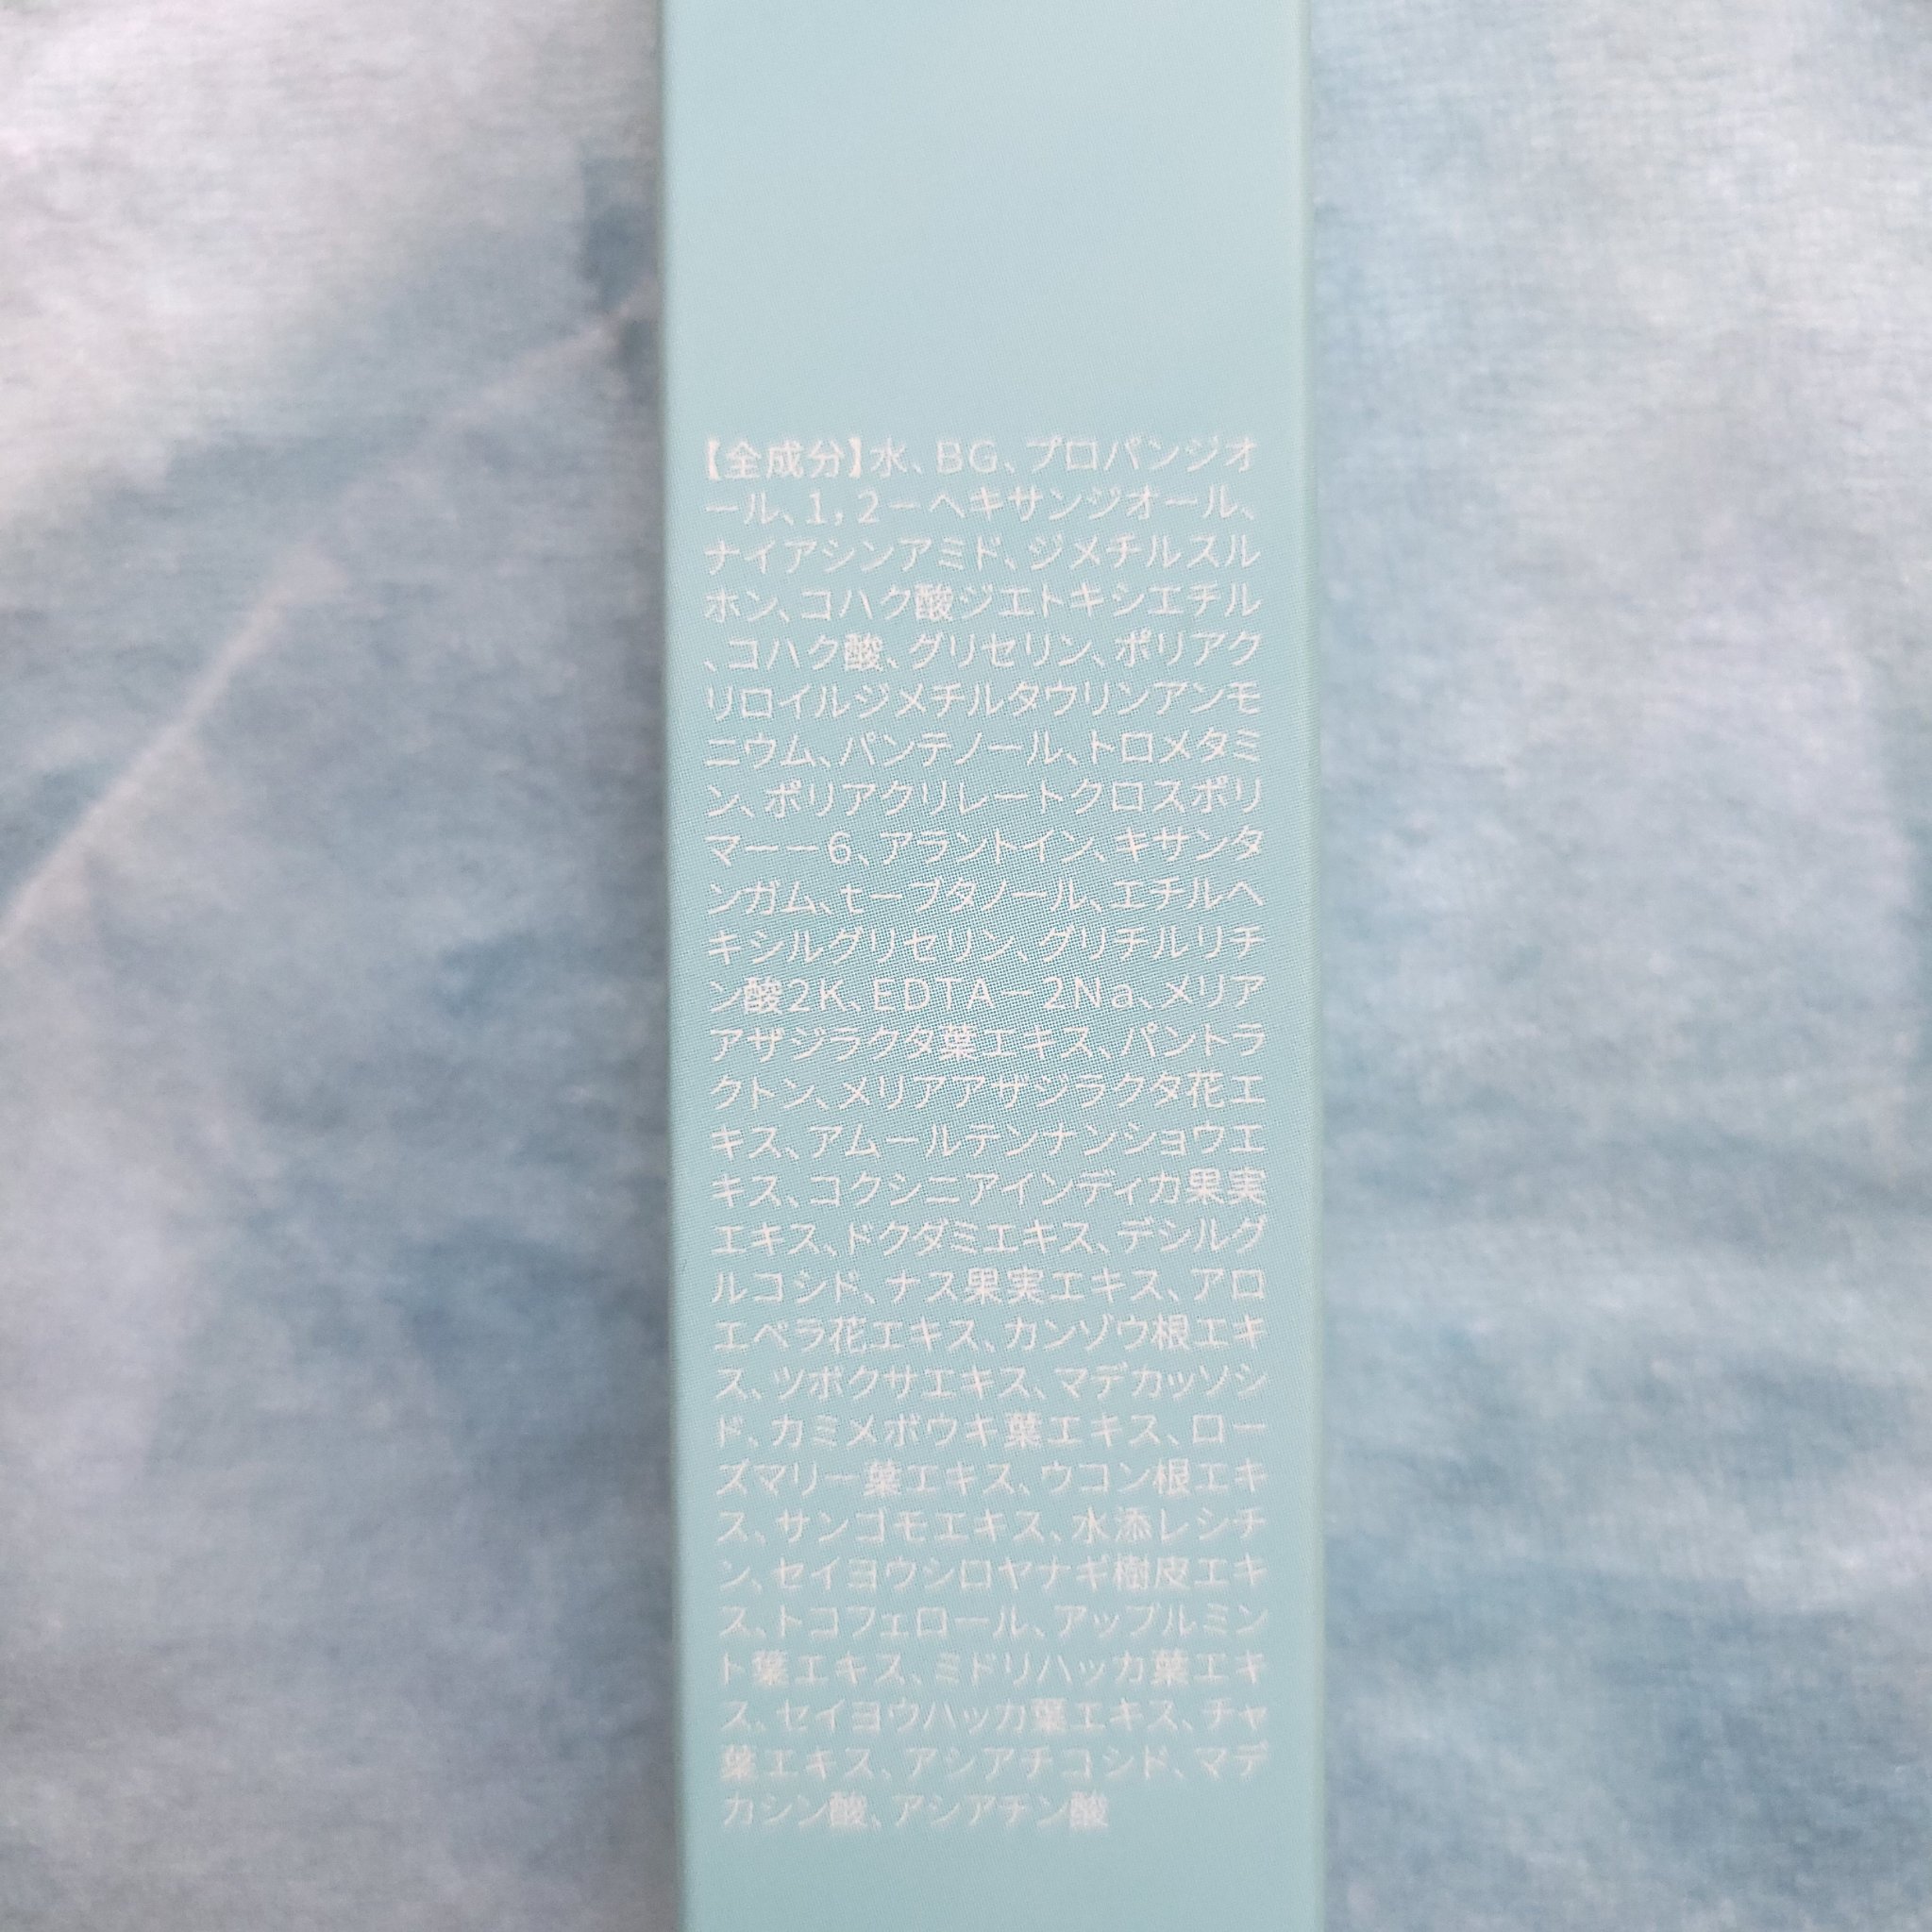 【全成分】水、BG、プロパンジオ
ール、1，2－ヘキサンジオール、
ナイアシンアミド、ジメチルスル
ホン、コハク酸ジエトキシエチル
、コハク酸、グリセリン、ポリアク
リロイルジメチルタウリンアンモ
ニウム、パンテノール、トロメタミ
ン、ポリアクリレートクロスポリ
マー－6、アラントイン、キサンタ
ンガム、t－ブタノール、エチルヘ
キシルグリセリン、グリチルリチ
ン酸2K、EDTA－2Na、メリア
アザジラクタ葉エキス、パントラ
クトン、メリアアザジラクタ花エ
キス、アムールテンナンショウエ
キス、コクシニアインディカ果実
エキス、ドクダミエキス、デシルグ
ルコシド、ナス果実エキス、アロ
エベラ花エキス、カンゾウ根エキ
ス、ツボクサエキス、マデカッソシ
ド、カミメボウキ葉エキス、ロー
ズマリー葉エキス、ウコン根エキ
ス、サンゴモエキス、水添レシチ
ン、セイヨウシロヤナギ樹皮エキ
ス、トコフェロール、アップルミン
ト葉エキス、ミドリハッカ葉エキ
ス、セイヨウハッカ葉エキス、チャ
葉エキス、アシアチコシド、マデ
カシン酸、アシアチン酸